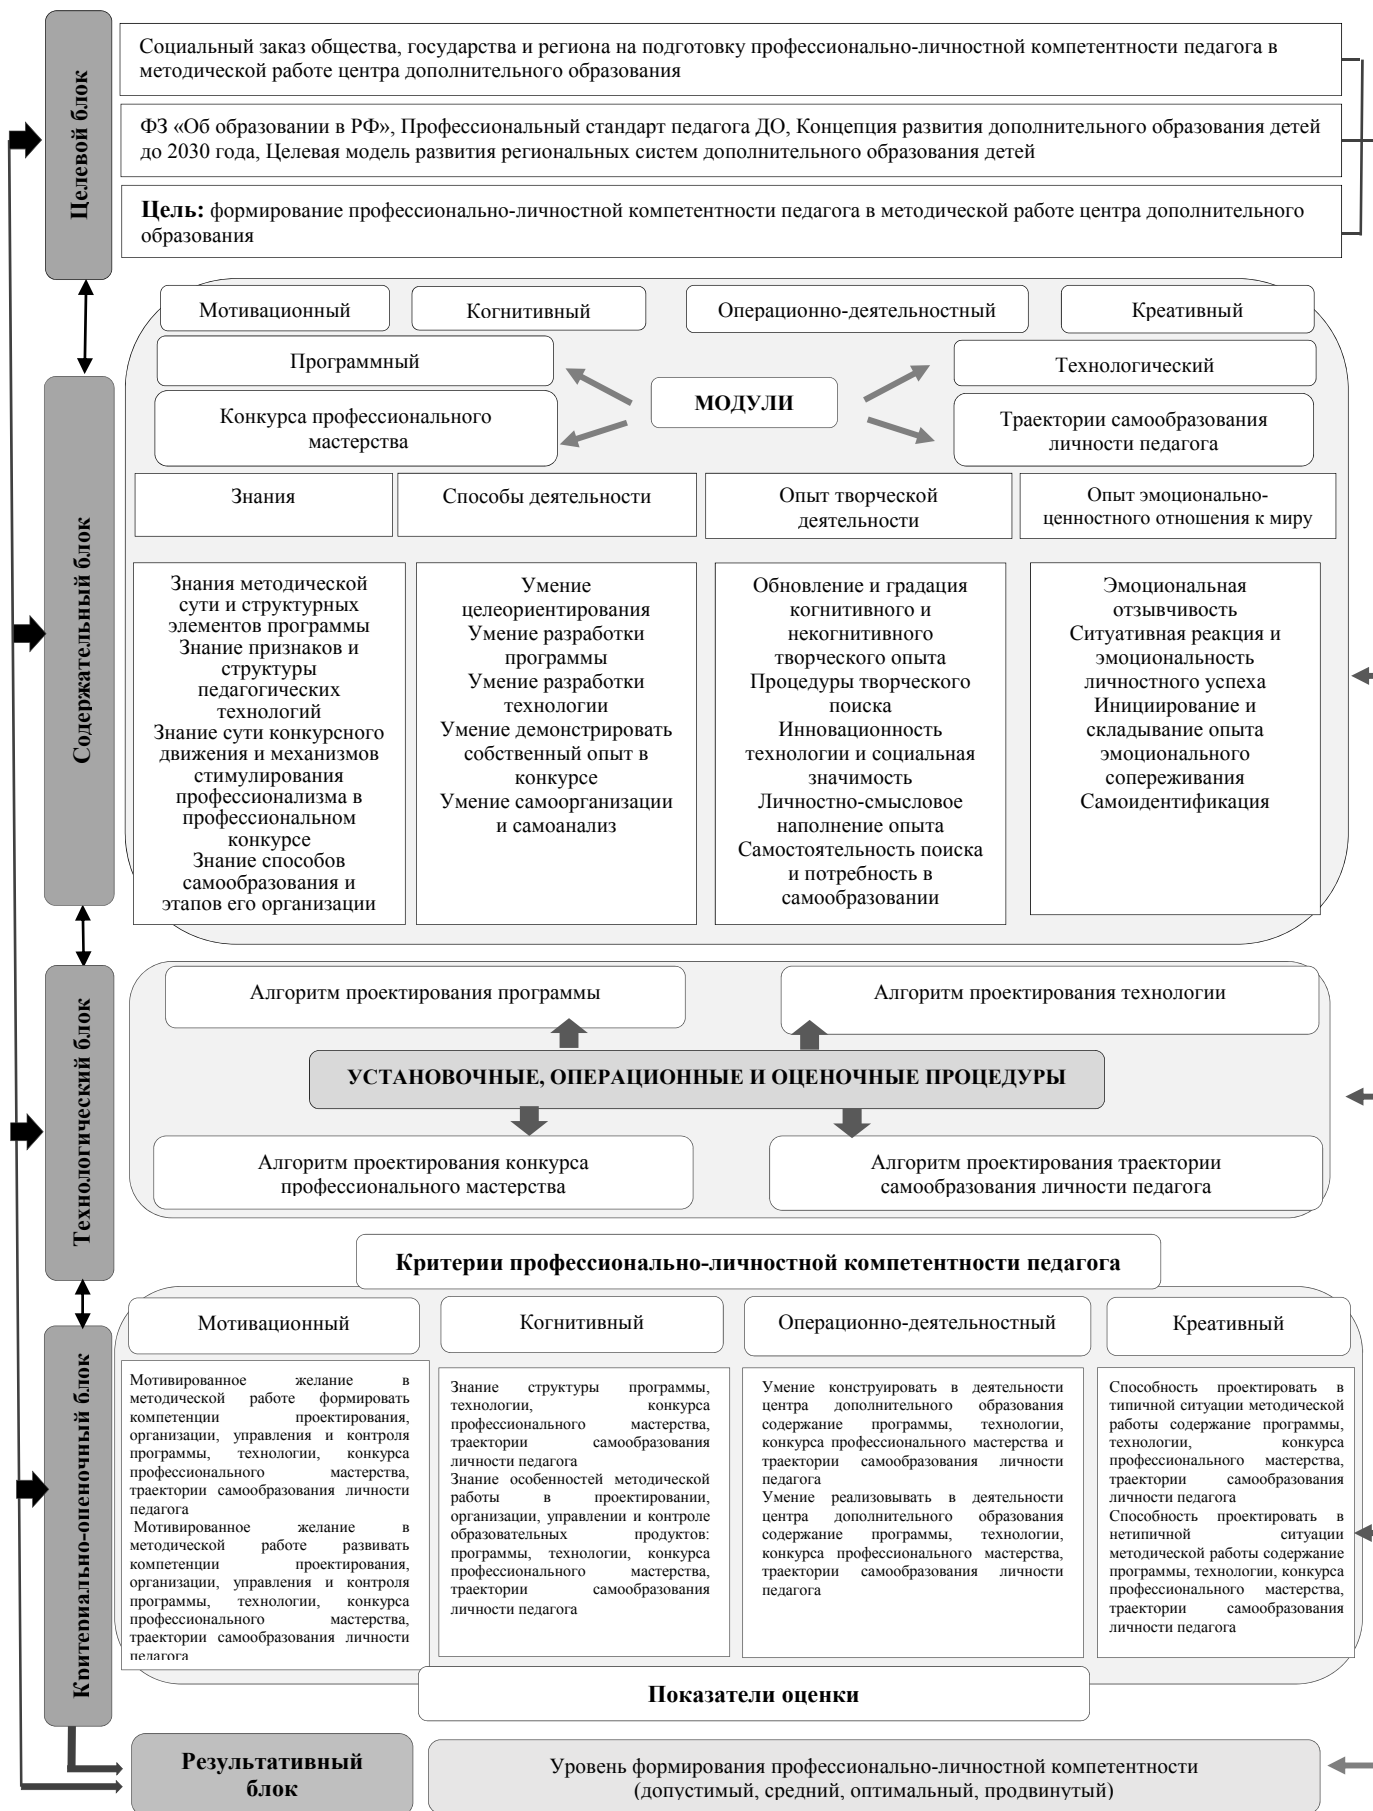 Целевой блок
Социальный заказ общества, государства и региона на подготовку профессионально-личностной компетентности педагога в
методической работе центра дополнительного образования
ФЗ «Об образовании в РФ», Профессиональный стандарт педагога ДО, Концепция развития дополнительного образования детей
до 2030 года, Целевая модель развития региональных систем дополнительного образования детей
Цель: формирование профессионально-личностной компетентности педагога в методической работе центра дополнительного
образования
Содержательный блок
Мотивационный
Когнитивный
Операционно-деятельностный
Креативный
Программный
Технологический
МОДУЛИ
Конкурса профессионального
мастерства
Траектории самообразования
личности педагога
Знания
Способы деятельности
Опыт творческой
деятельности
Опыт эмоционально-
ценностного отношения к миру
Знания методической
сути и структурных
элементов программы
Знание признаков и
структуры
педагогических
технологий
Знание сути конкурсного
движения и механизмов
стимулирования
профессионализма в
профессиональном
конкурсе
Знание способов
самообразования и
этапов его организации
Умение
целеориентирования
Умение разработки
программы
Умение разработки
технологии
Умение демонстрировать
собственный опыт в
конкурсе
Умение самоорганизации
и самоанализ
Обновление и градация
когнитивного и
некогнитивного
творческого опыта
Процедуры творческого
поиска
Инновационность
технологии и социальная
значимость
Личностно-смысловое
наполнение опыта
Самостоятельность поиска
и потребность в
самообразовании
Эмоциональная
отзывчивость
Ситуативная реакция и
эмоциональность
личностного успеха
Инициирование и
складывание опыта
эмоционального
сопереживания
Самоидентификация
Технологический блок
Алгоритм проектирования программы
Алгоритм проектирования технологии
УСТАНОВОЧНЫЕ, ОПЕРАЦИОННЫЕ И ОЦЕНОЧНЫЕ ПРОЦЕДУРЫ
Алгоритм проектирования конкурса
профессионального мастерства
Алгоритм проектирования траектории
самообразования личности педагога
Критериально-оценочный блок
Критерии профессионально-личностной компетентности педагога
Мотивационный
Когнитивный
Операционно-деятельностный
Креативный
Мотивированное желание в
методической работе формировать
компетенции проектирования,
организации, управления и контроля
программы, технологии, конкурса
профессионального мастерства,
траектории самообразования личности
педагога
Мотивированное желание в
методической работе развивать
компетенции проектирования,
организации, управления и контроля
программы, технологии, конкурса
профессионального мастерства,
траектории самообразования личности
педагога
Знание структуры программы,
технологии, конкурса
профессионального мастерства,
траектории самообразования
личности педагога
Знание особенностей методической
работы в проектировании,
организации, управлении и контроле
образовательных продуктов:
программы, технологии, конкурса
профессионального мастерства,
траектории самообразования
личности педагога
Умение конструировать в деятельности
центра дополнительного образования
содержание программы, технологии,
конкурса профессионального мастерства и
траектории самообразования личности
педагога
Умение реализовывать в деятельности
центра дополнительного образования
содержание программы, технологии,
конкурса профессионального мастерства,
траектории самообразования личности
педагога
Способность проектировать в
типичной ситуации методической
работы содержание программы,
технологии, конкурса
профессионального мастерства,
траектории самообразования
личности педагога
Способность проектировать в
нетипичной ситуации
методической работы содержание
программы, технологии, конкурса
профессионального мастерства,
траектории самообразования
личности педагога
Показатели оценки
Результативный
блок
Уровень формирования профессионально-личностной компетентности
(допустимый, средний, оптимальный, продвинутый)